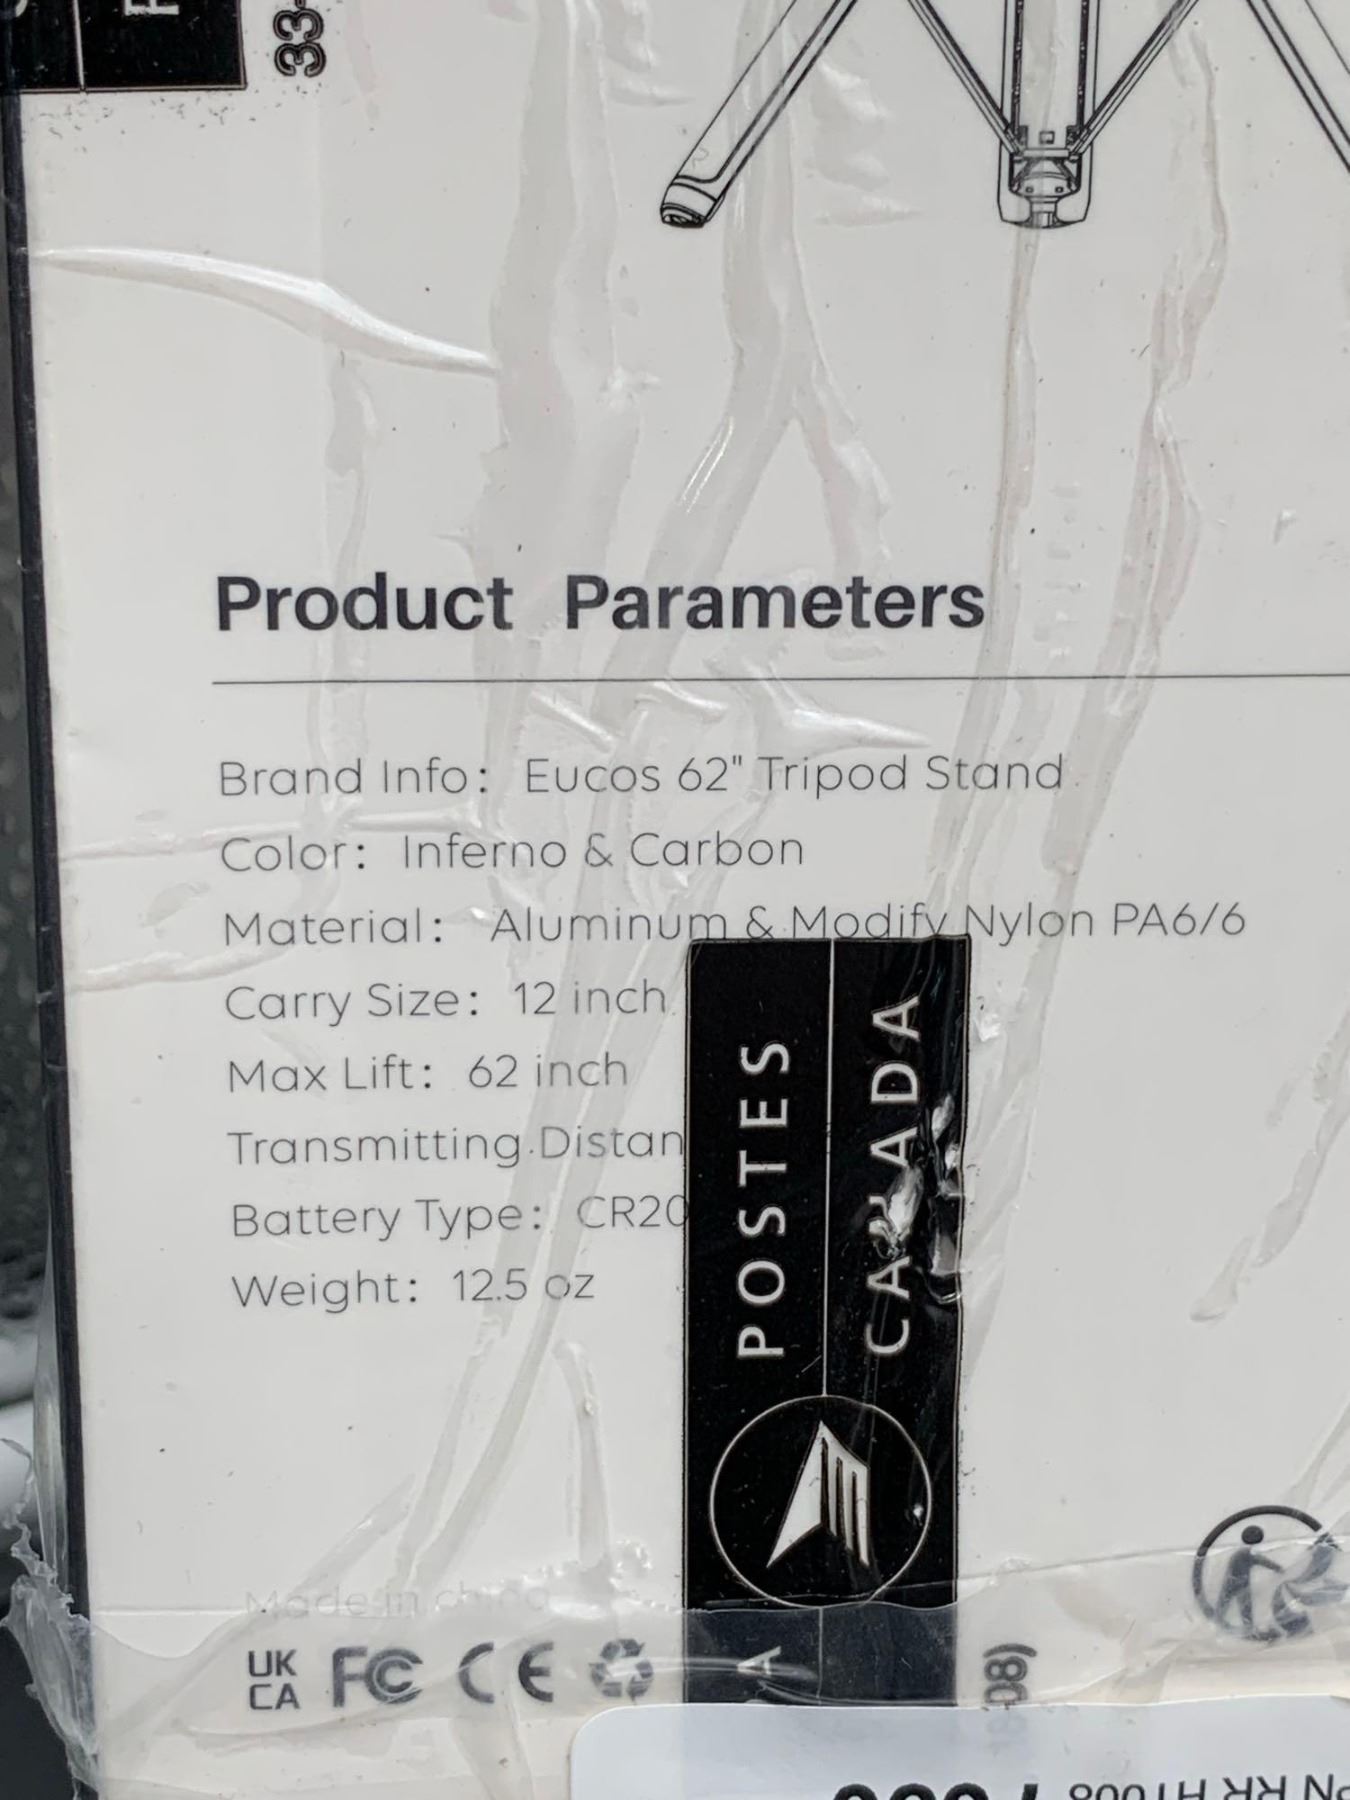 33-
Product Parameters
Brand Info: Eucos 62" Tripod Stand
Color: Inferno & Carbon
Material: Aluminum & Modify Nylon PA6/6
Carry Size: 12 inch
Max Lift: 62 inch
Transmitting Distan
Battery Type: CR20
Weight: 12.5 oz
POSTES
CANADA
Made in china
UK
CA
FC CE
A
08)